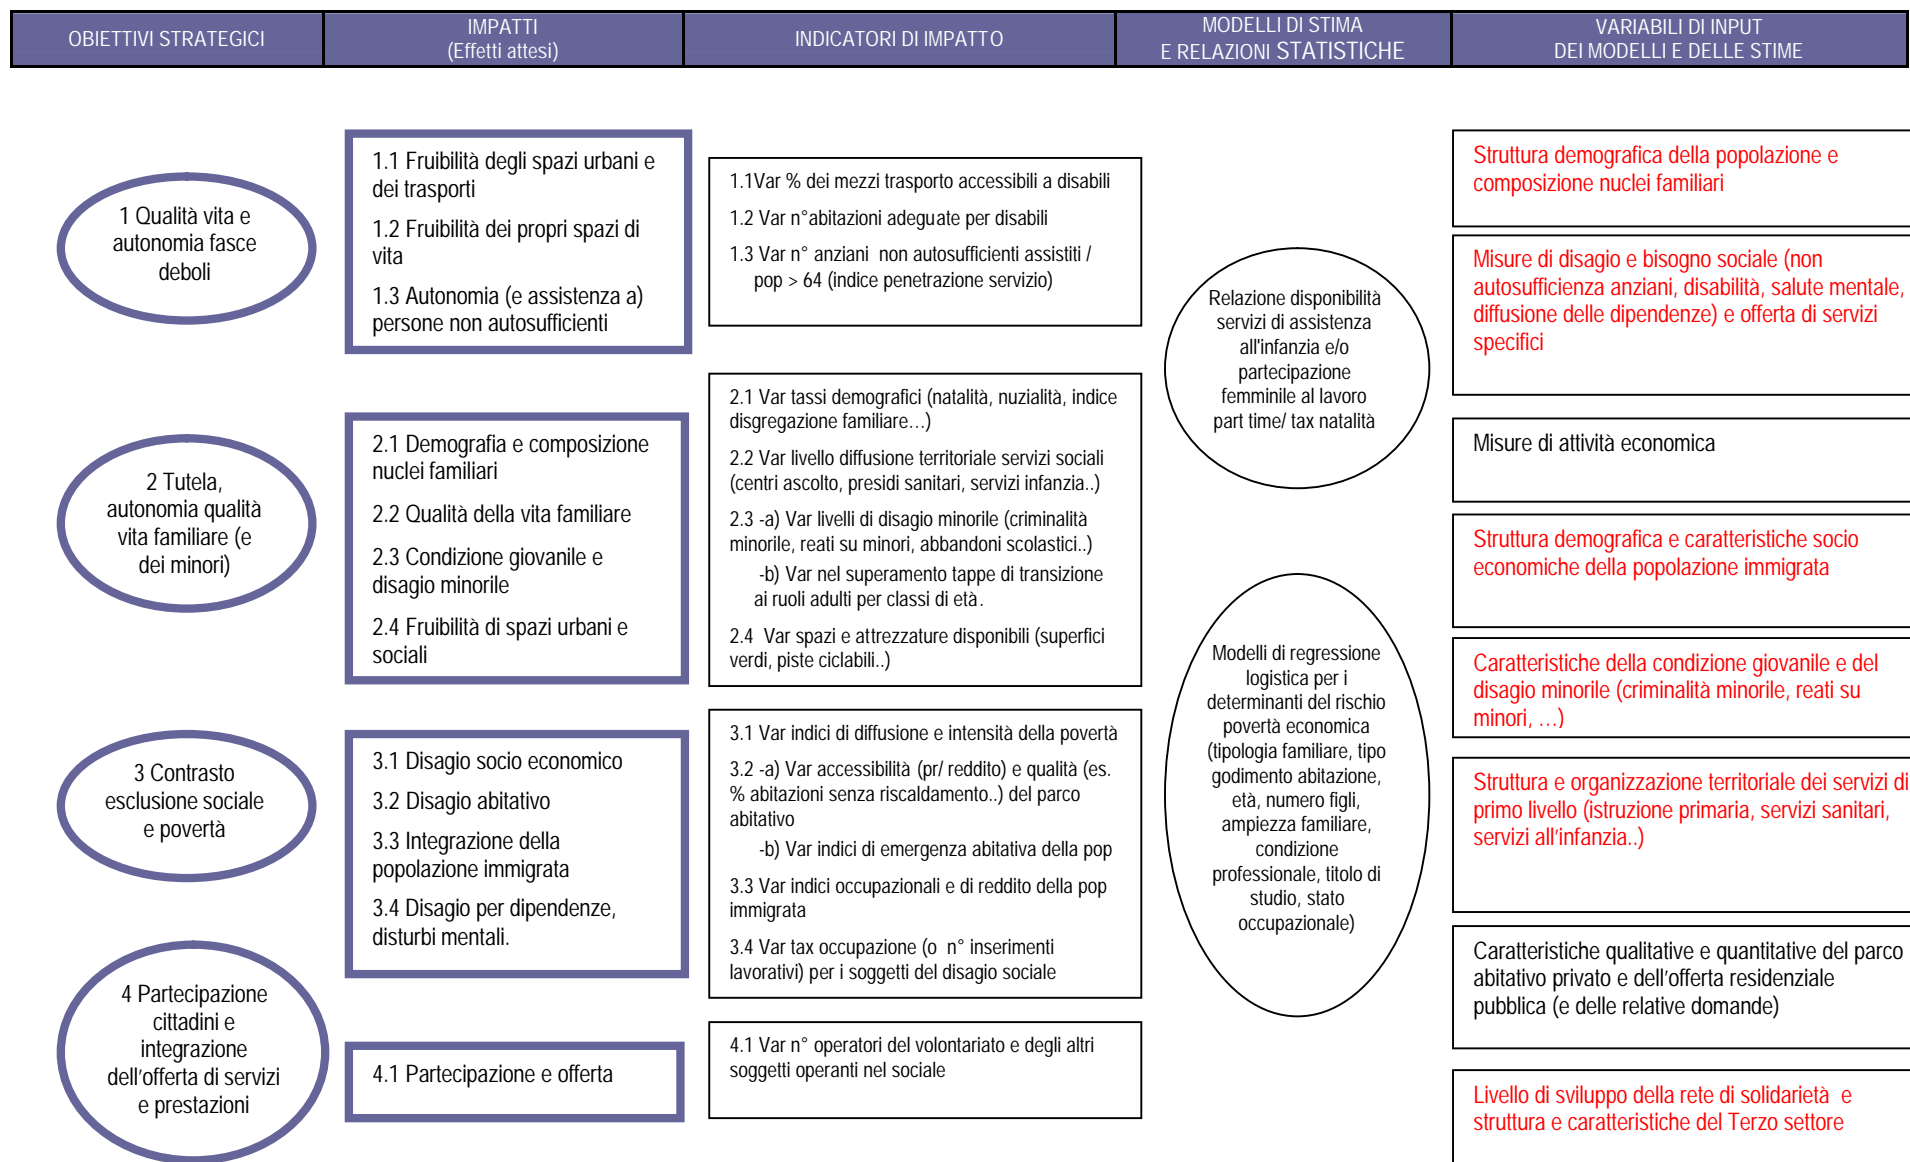 OBIETTIVI STRATEGICI
IMPATTI
(Effetti attesi)
INDICATORI DI IMPATTO
MODELLI DI STIMA
E RELAZIONI STATISTICHE
VARIABILI DI INPUT
DEI MODELLI E DELLE STIME
1 Qualità vita e
autonomia fasce
deboli
2 Tutela,
autonomia qualità
vita familiare (e
dei minori)
3 Contrasto
esclusione sociale
e povertà
4 Partecipazione
cittadini e
integrazione
dell'offerta di servizi
e prestazioni
1.1 Fruibilità degli spazi urbani e
dei trasporti
1.2 Fruibilità dei propri spazi di
vita
1.3 Autonomia (e assistenza a)
persone non autosufficienti
2.1 Demografia e composizione
nuclei familiari
2.2 Qualità della vita familiare
2.3 Condizione giovanile e
disagio minorile
2.4 Fruibilità di spazi urbani e
sociali
3.1 Disagio socio economico
3.2 Disagio abitativo
3.3 Integrazione della
popolazione immigrata
3.4 Disagio per dipendenze,
disturbi mentali.
4.1 Partecipazione e offerta
1.1Var % dei mezzi trasporto accessibili a disabili
1.2 Var n°abitazioni adeguate per disabili
1.3 Var n° anziani non autosufficienti assistiti /
pop > 64 (indice penetrazione servizio)
2.1 Var tassi demografici (natalità, nuzialità, indice
disgregazione familiare…)
2.2 Var livello diffusione territoriale servizi sociali
(centri ascolto, presidi sanitari, servizi infanzia..)
2.3 -a) Var livelli di disagio minorile (criminalità
minorile, reati su minori, abbandoni scolastici..)
-b) Var nel superamento tappe di transizione
ai ruoli adulti per classi di età.
2.4 Var spazi e attrezzature disponibili (superfici
verdi, piste ciclabili..)
3.1 Var indici di diffusione e intensità della povertà
3.2 -a) Var accessibilità (pr/ reddito) e qualità (es.
% abitazioni senza riscaldamento..) del parco
abitativo
-b) Var indici di emergenza abitativa della pop
3.3 Var indici occupazionali e di reddito della pop
immigrata
3.4 Var tax occupazione (o n° inserimenti
lavorativi) per i soggetti del disagio sociale
4.1 Var n° operatori del volontariato e degli altri
soggetti operanti nel sociale
Relazione disponibilità
servizi di assistenza
all'infanzia e/o
partecipazione
femminile al lavoro
part time/ tax natalità
Modelli di regressione
logistica per i
determinanti del rischio
povertà economica
(tipologia familiare, tipo
godimento abitazione,
età, numero figli,
ampiezza familiare,
condizione
professionale, titolo di
studio, stato
occupazionale)
Struttura demografica della popolazione e
composizione nuclei familiari
Misure di disagio e bisogno sociale (non
autosufficienza anziani, disabilità, salute mentale,
diffusione delle dipendenze) e offerta di servizi
specifici
Misure di attività economica
Struttura demografica e caratteristiche socio
economiche della popolazione immigrata
Caratteristiche della condizione giovanile e del
disagio minorile (criminalità minorile, reati su
minori, …)
Struttura e organizzazione territoriale dei servizi di
primo livello (istruzione primaria, servizi sanitari,
servizi all'infanzia..)
Caratteristiche qualitative e quantitative del parco
abitativo privato e dell'offerta residenziale
pubblica (e delle relative domande)
Livello di sviluppo della rete di solidarietà e
struttura e caratteristiche del Terzo settore